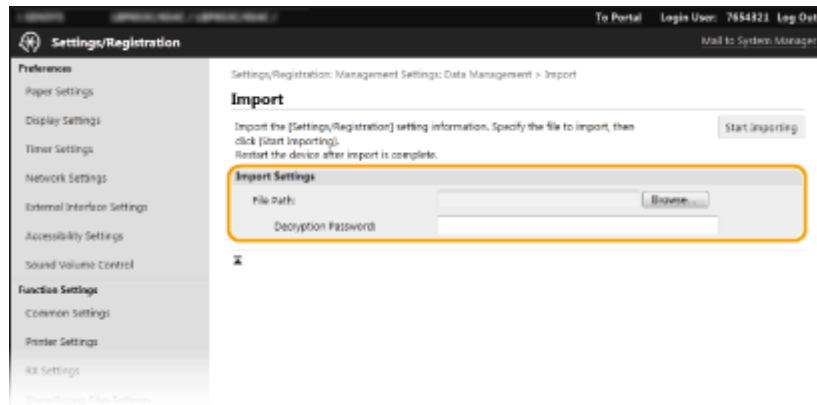 To Portal Login User: 7654321 Log Out
Settings/Registration
Mail to System Manager
Preferences
Paper Settings
Display Settings
Timer Settings
Network Settings
External Interface Settings
Accessibility Settings
Sound Volume Control
Function Settings
Common Settings
Printer Settings
RX Settings
Settings/Registration: Management Settings: Data Management > Import
Import
Import the [Settings/Registration] setting information. Specify the file to import, then
click [Start Importing].
Restart the device after import is complete.
Start Importing
Import Settings
File Path:
Browse...
Decryption Password: